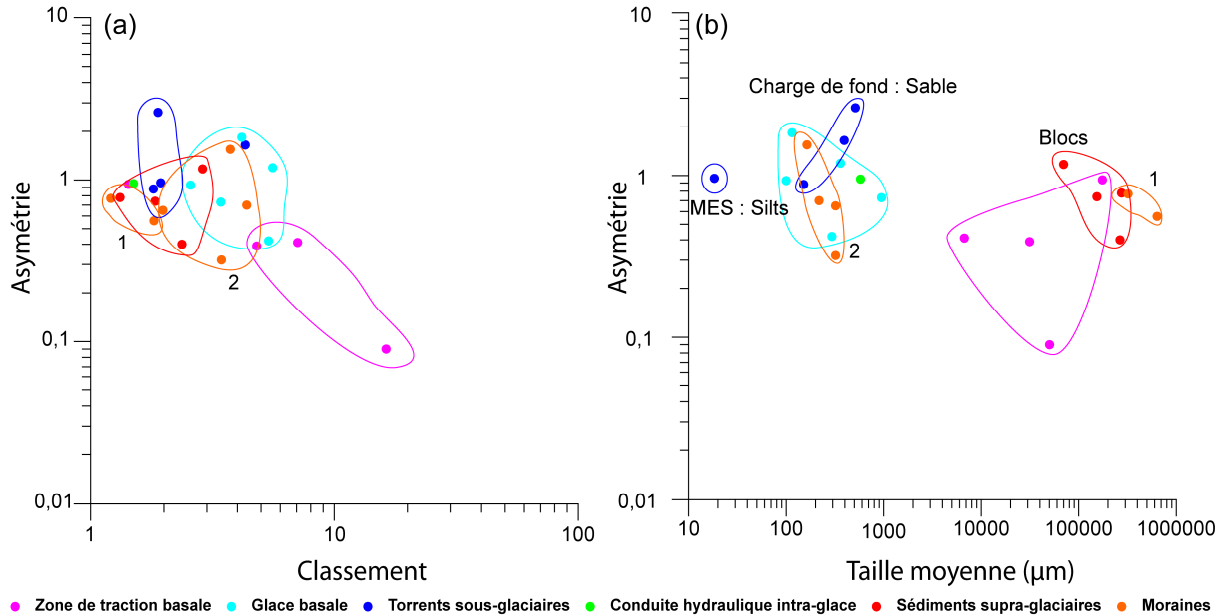 (a)
10
1
0,1
0,01
Asymétrie
1
2
1
10
100
Classement
(b)
10
1
0,1
0,01
Asymétrie
Charge de fond : Sable
Blocs
MES : Silts
1
2
10
100
1000
10000
100000
1000000
Taille moyenne (µm)
Zone de traction basale
Glace basale
Torrents sous-glaciaires
Conduite hydraulique intra-glace
Sédiments supra-glaciaires
Moraines